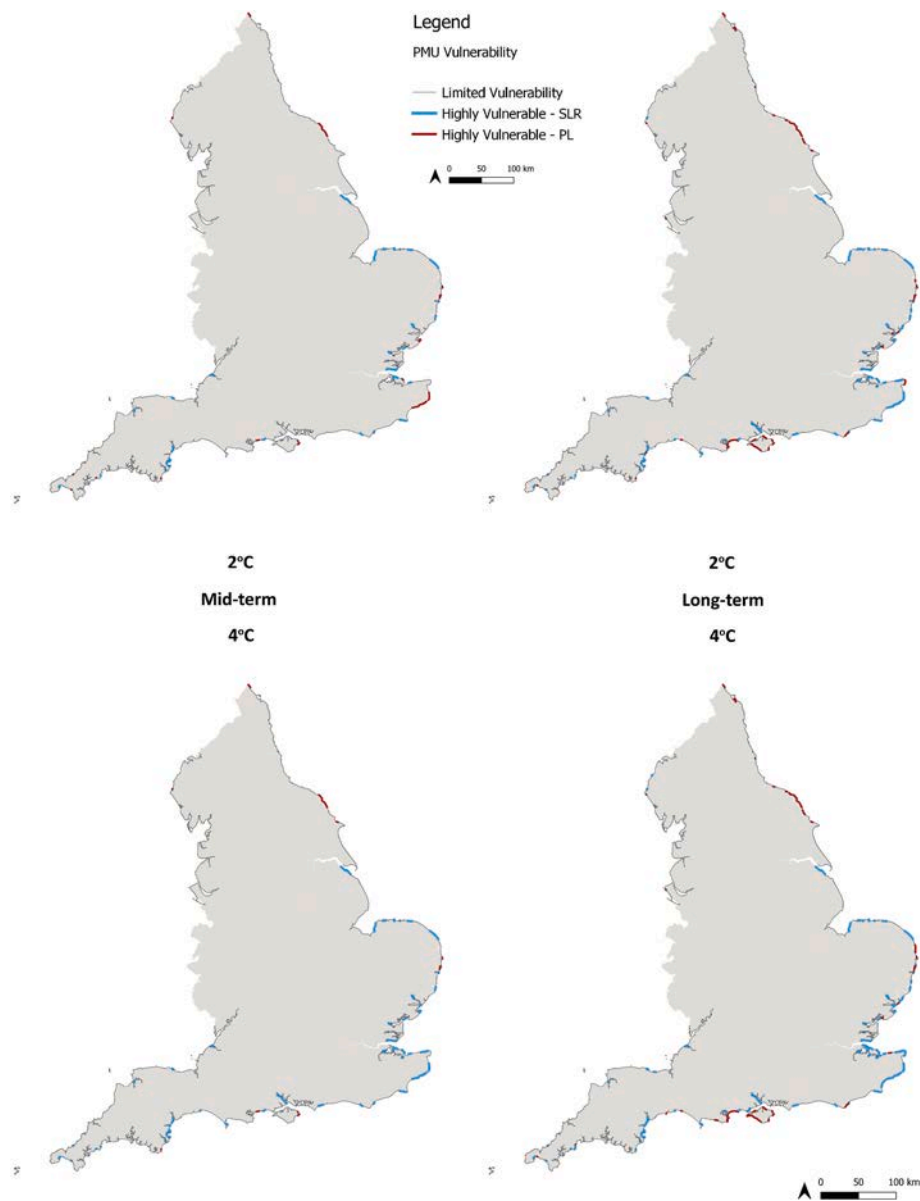 Legend
PMU Vulnerability
Limited Vulnerability
Highly Vulnerable - SLR
Highly Vulnerable - PL
0 50 100 km
2°C
2°C
Mid-term
Long-term
4°C
4°C
0 50 100 km